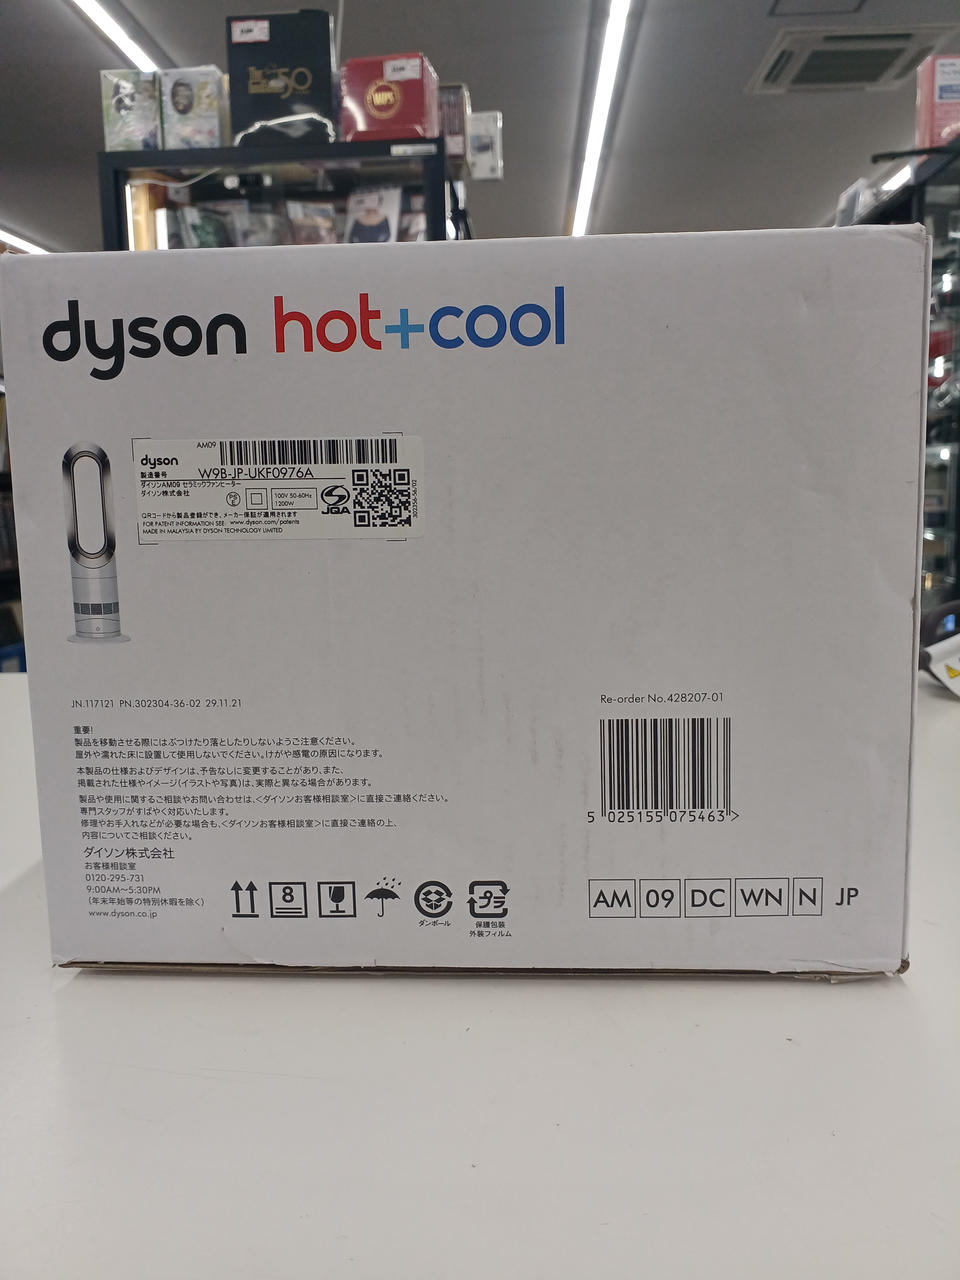 50
WBPS
dyson hot+cool
AM09
dyson
製造番号 W9B-JP-UKF0976A
ダイソンAM09 セラミックファンヒーター
ダイソン株式会社
PS
E
100V 50-60Hz
1200W
JQA
302356-56/02
QRコードから製品登録ができ、メーカー保証が適用されます
FOR PATENT INFORMATION SEE: www.dyson.com/patents
MADE IN MALAYSIA BY DYSON TECHNOLOGY LIMITED
JN.117121 PN.302304-36-02 29.11.21
重要!
製品を移動させる際にはぶつけたり落としたりしないようご注意ください。
屋外や濡れた床に設置して使用しないでください。けがや感電の原因になります。
本製品の仕様およびデザインは、予告なしに変更することがあり、また、
掲載された仕様やイメージ(イラストや写真)は、実際と異なる場合があります。
製品や使用に関するご相談やお問い合わせは、<ダイソンお客様相談室>に直接ご連絡ください。
専門スタッフがすばやく対応いたします。
修理やお手入れなどが必要な場合も、<ダイソンお客様相談室>に直接ご連絡の上、
内容についてご相談ください。
ダイソン株式会社
お客様相談室
0120-295-731
9:00AM〜5:30PM
(年末年始等の特別休暇を除く)
www.dyson.co.jp
8
ダンボール
プラ
保護包装
外装フィルム
Re-order No.428207-01
5 025155 075463 >
AM 09 DC WN N JP